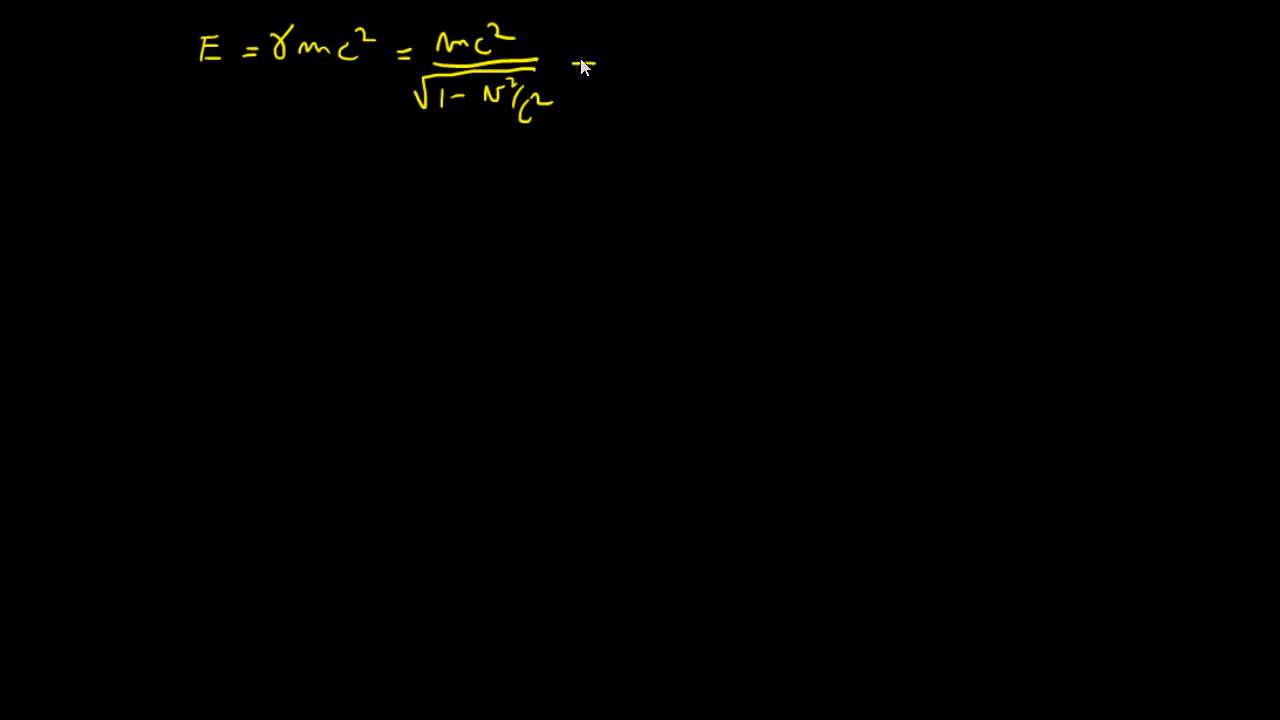 E = γmc² = mc² / √(1 - v²/c²) =